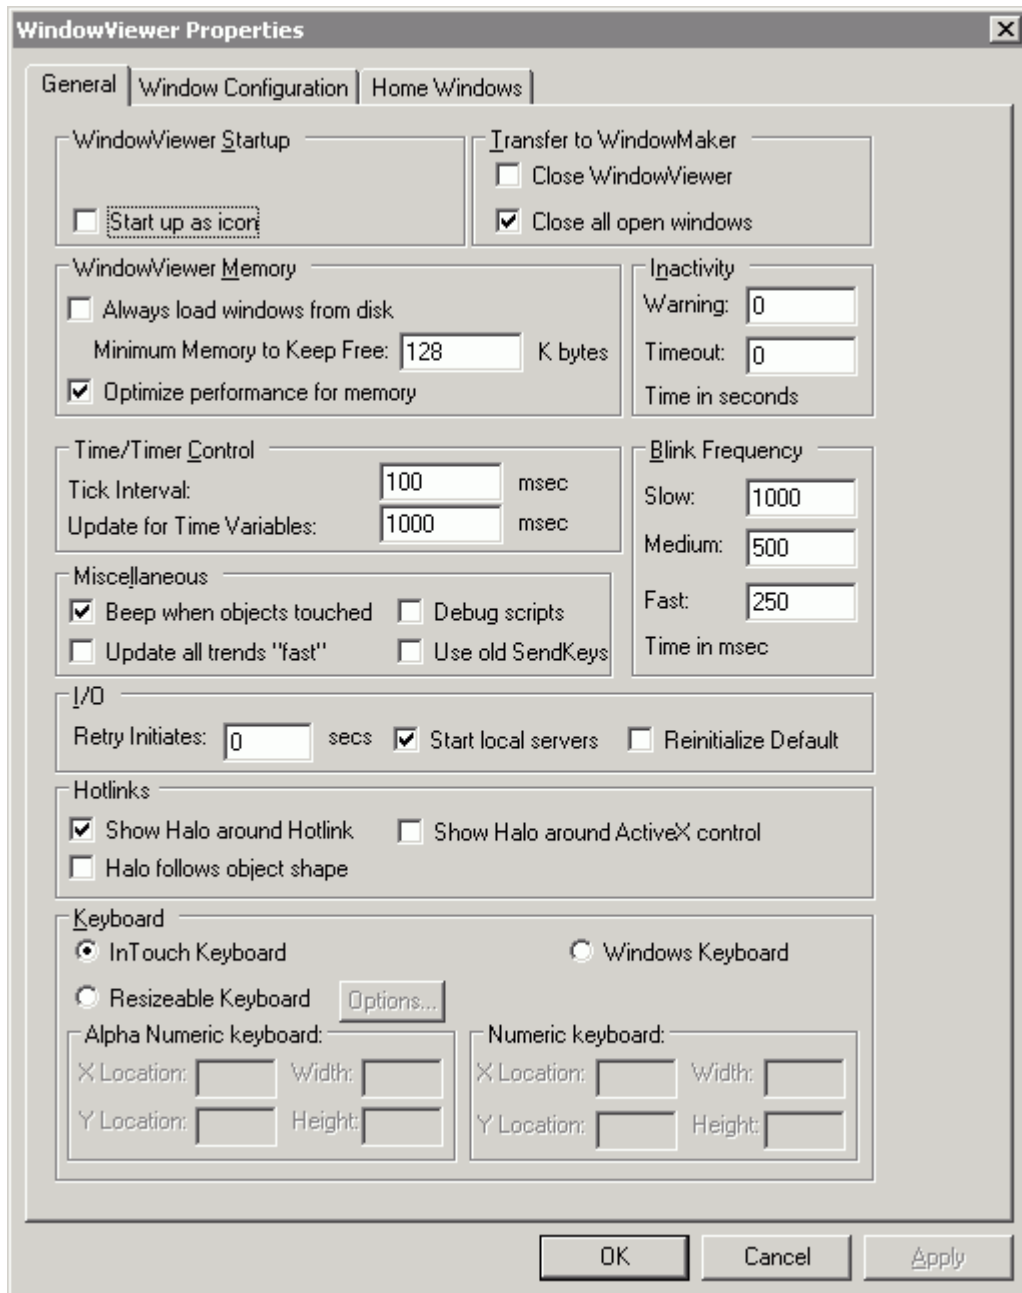 WindowViewer Properties
General
Window Configuration
Home Windows
WindowViewer Startup
Start up as icon
Transfer to WindowMaker
Close WindowViewer
Close all open windows
WindowViewer Memory
Always load windows from disk
Minimum Memory to Keep Free: 128 K bytes
Optimize performance for memory
Inactivity
Warning: 0
Timeout: 0
Time in seconds
Time/Timer Control
Tick Interval: 100 msec
Update for Time Variables: 1000 msec
Blink Frequency
Slow: 1000
Medium: 500
Fast: 250
Time in msec
Miscellaneous
Beep when objects touched
Debug scripts
Update all trends "fast"
Use old SendKeys
I/O
Retry Initiates: 0 secs
Start local servers
Reinitialize Default
Hotlinks
Show Halo around Hotlink
Show Halo around ActiveX control
Halo follows object shape
Keyboard
InTouch Keyboard
Windows Keyboard
Resizeable Keyboard
Options...
Alpha Numeric keyboard:
X Location:
Width:
Y Location:
Height:
Numeric keyboard:
X Location:
Width:
Y Location:
Height:
OK
Cancel
Apply